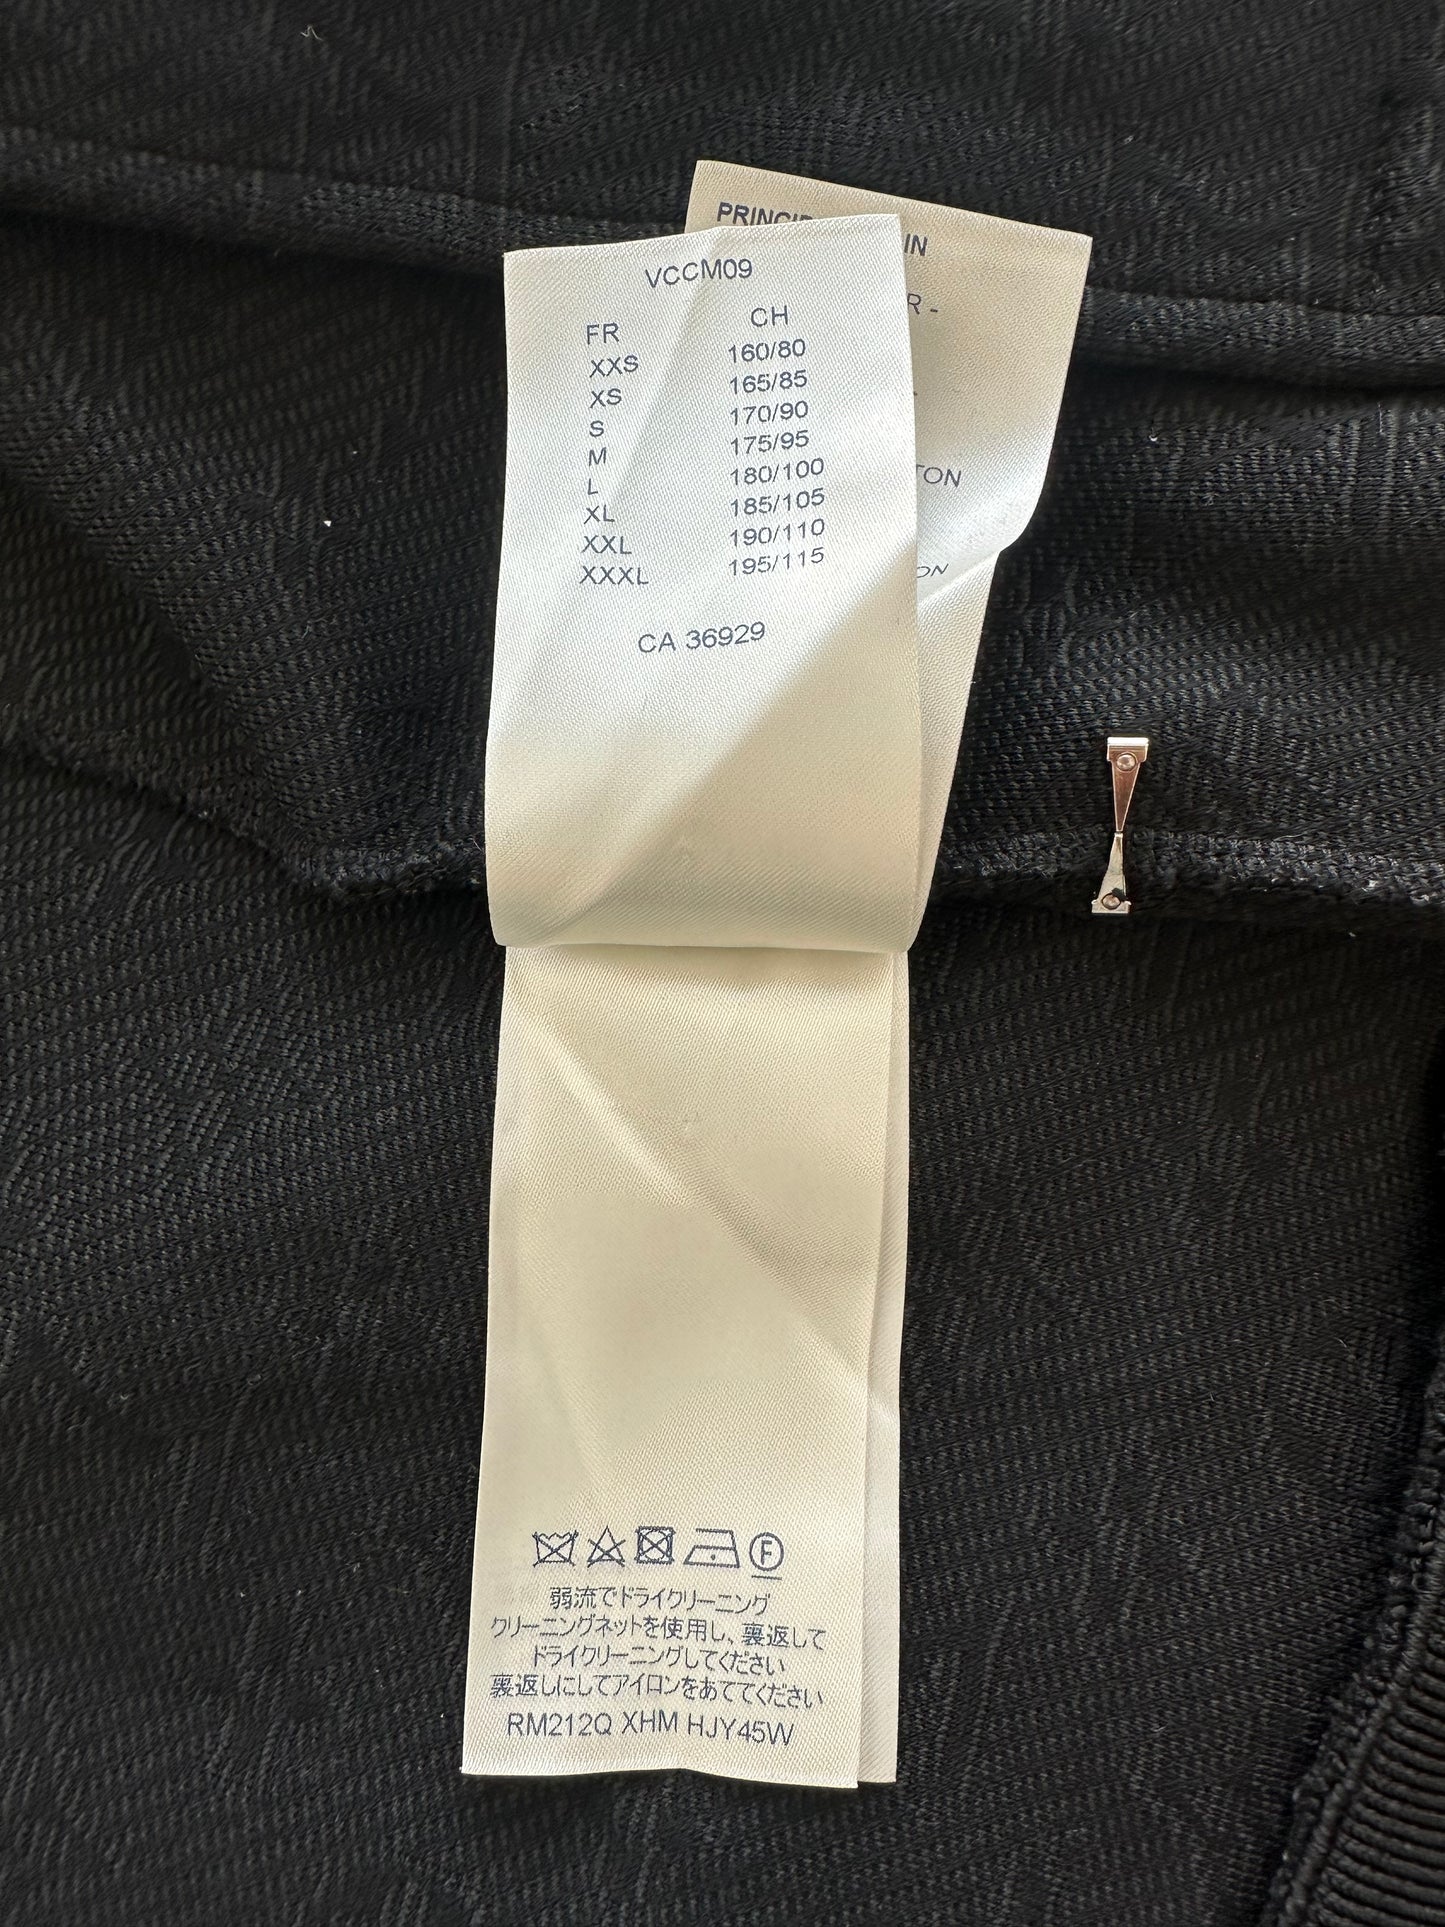 IN
R -
TON
ON
VCCM09
FR CH
XXS 160/80
XS 165/85
S 170/90
M 175/95
L 180/100
XL 185/105
XXL 190/110
XXXL 195/115
CA 36929
F
弱流でドライクリーニング
クリーニングネットを使用し、裏返して
ドライクリーニングしてください
裏返しにしてアイロンをあててください
RM212Q XHM HJY45W